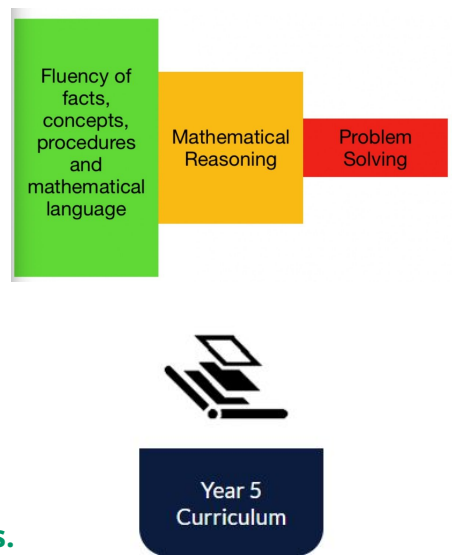 Fluency of
facts,
concepts,
procedures
and
mathematical
language
Mathematical
Reasoning
Problem
Solving
Year 5
Curriculum
s.